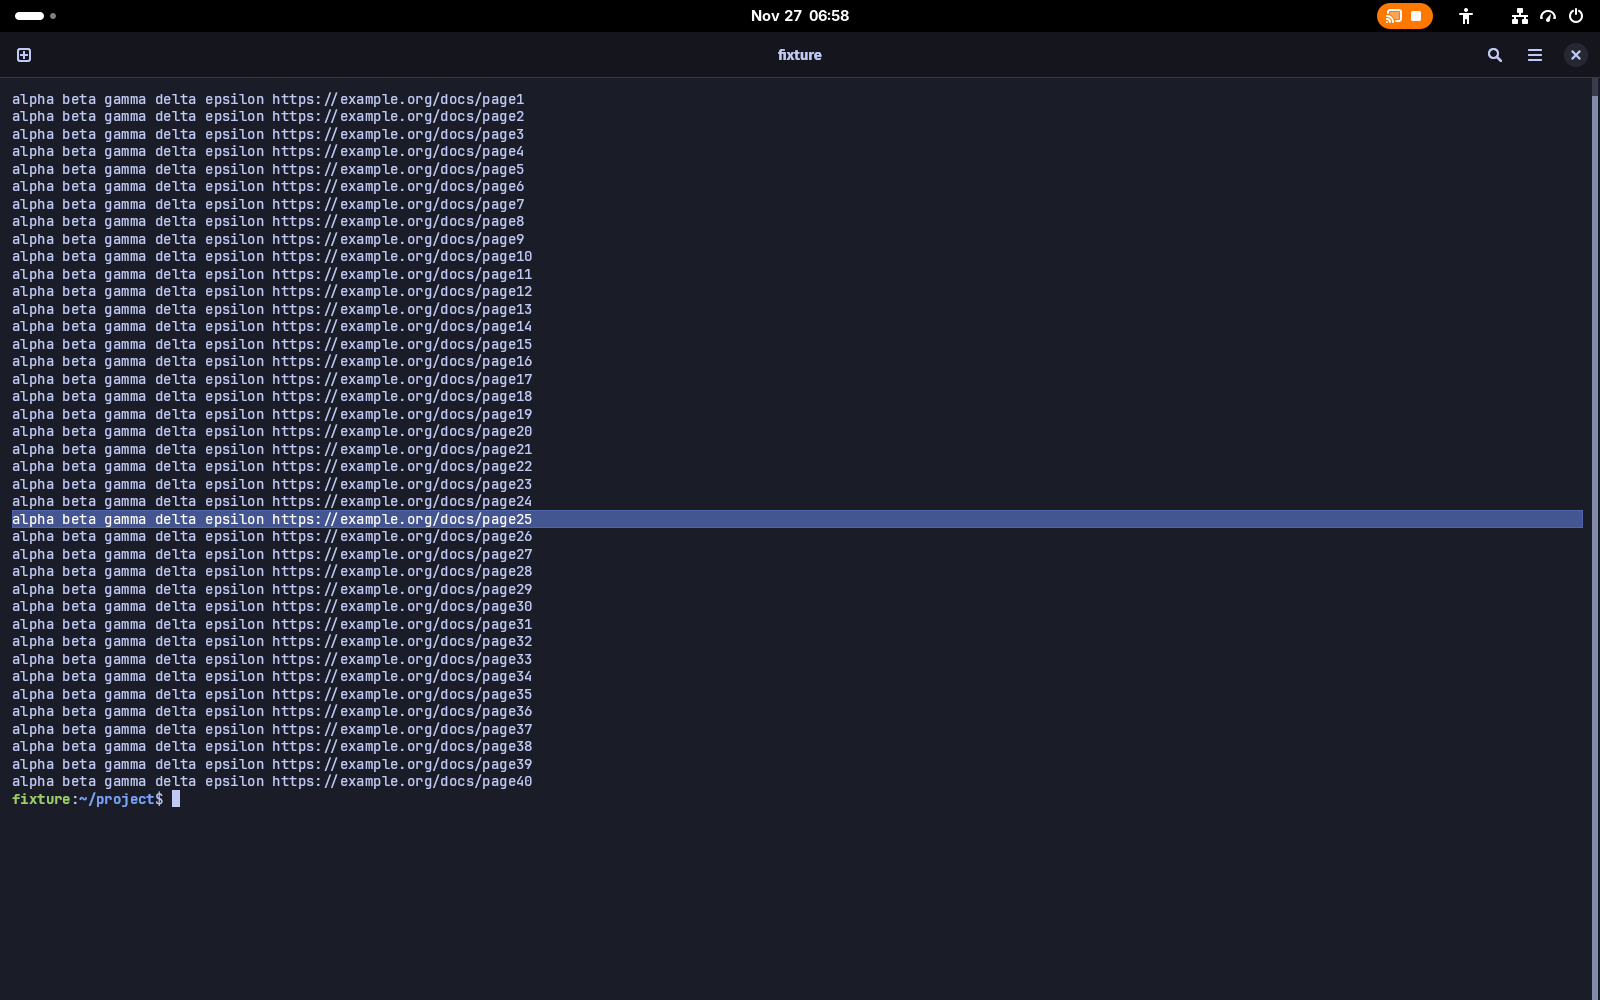 Nov 27 06:58
fixture
alpha beta gamma delta epsilon https://example.org/docs/page1
alpha beta gamma delta epsilon https://example.org/docs/page2
alpha beta gamma delta epsilon https://example.org/docs/page3
alpha beta gamma delta epsilon https://example.org/docs/page4
alpha beta gamma delta epsilon https://example.org/docs/page5
alpha beta gamma delta epsilon https://example.org/docs/page6
alpha beta gamma delta epsilon https://example.org/docs/page7
alpha beta gamma delta epsilon https://example.org/docs/page8
alpha beta gamma delta epsilon https://example.org/docs/page9
alpha beta gamma delta epsilon https://example.org/docs/page10
alpha beta gamma delta epsilon https://example.org/docs/page11
alpha beta gamma delta epsilon https://example.org/docs/page12
alpha beta gamma delta epsilon https://example.org/docs/page13
alpha beta gamma delta epsilon https://example.org/docs/page14
alpha beta gamma delta epsilon https://example.org/docs/page15
alpha beta gamma delta epsilon https://example.org/docs/page16
alpha beta gamma delta epsilon https://example.org/docs/page17
alpha beta gamma delta epsilon https://example.org/docs/page18
alpha beta gamma delta epsilon https://example.org/docs/page19
alpha beta gamma delta epsilon https://example.org/docs/page20
alpha beta gamma delta epsilon https://example.org/docs/page21
alpha beta gamma delta epsilon https://example.org/docs/page22
alpha beta gamma delta epsilon https://example.org/docs/page23
alpha beta gamma delta epsilon https://example.org/docs/page24
alpha beta gamma delta epsilon https://example.org/docs/page25
alpha beta gamma delta epsilon https://example.org/docs/page26
alpha beta gamma delta epsilon https://example.org/docs/page27
alpha beta gamma delta epsilon https://example.org/docs/page28
alpha beta gamma delta epsilon https://example.org/docs/page29
alpha beta gamma delta epsilon https://example.org/docs/page30
alpha beta gamma delta epsilon https://example.org/docs/page31
alpha beta gamma delta epsilon https://example.org/docs/page32
alpha beta gamma delta epsilon https://example.org/docs/page33
alpha beta gamma delta epsilon https://example.org/docs/page34
alpha beta gamma delta epsilon https://example.org/docs/page35
alpha beta gamma delta epsilon https://example.org/docs/page36
alpha beta gamma delta epsilon https://example.org/docs/page37
alpha beta gamma delta epsilon https://example.org/docs/page38
alpha beta gamma delta epsilon https://example.org/docs/page39
alpha beta gamma delta epsilon https://example.org/docs/page40
fixture:~/project$